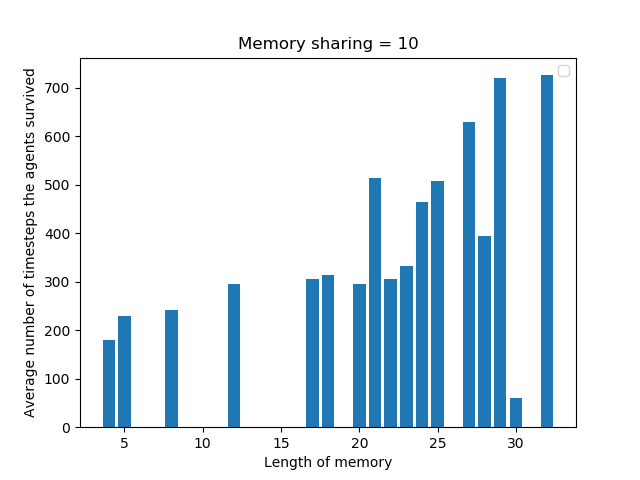 Memory sharing = 10
Average number of timesteps the agents survived
700
600
500
400
300
200
100
0
5 10 15 20 25 30
Length of memory